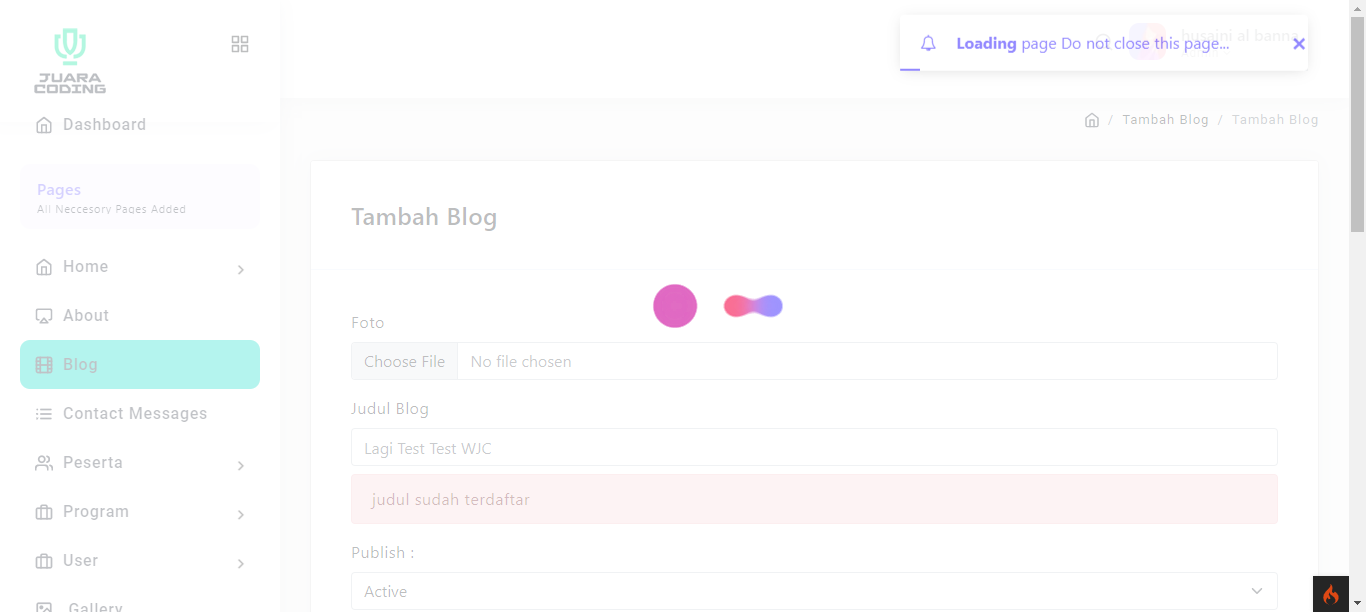 JUARA
CODING
Loading page Do not close this page...
husaini al banna
Dashboard
/ Tambah Blog / Tambah Blog
Pages
All Neccesory Pages Added
Tambah Blog
Home
About
Foto
Blog
Choose File No file chosen
Contact Messages
Judul Blog
Lagi Test Test WJC
Peserta
judul sudah terdaftar
Program
Publish :
User
Active
Gallery